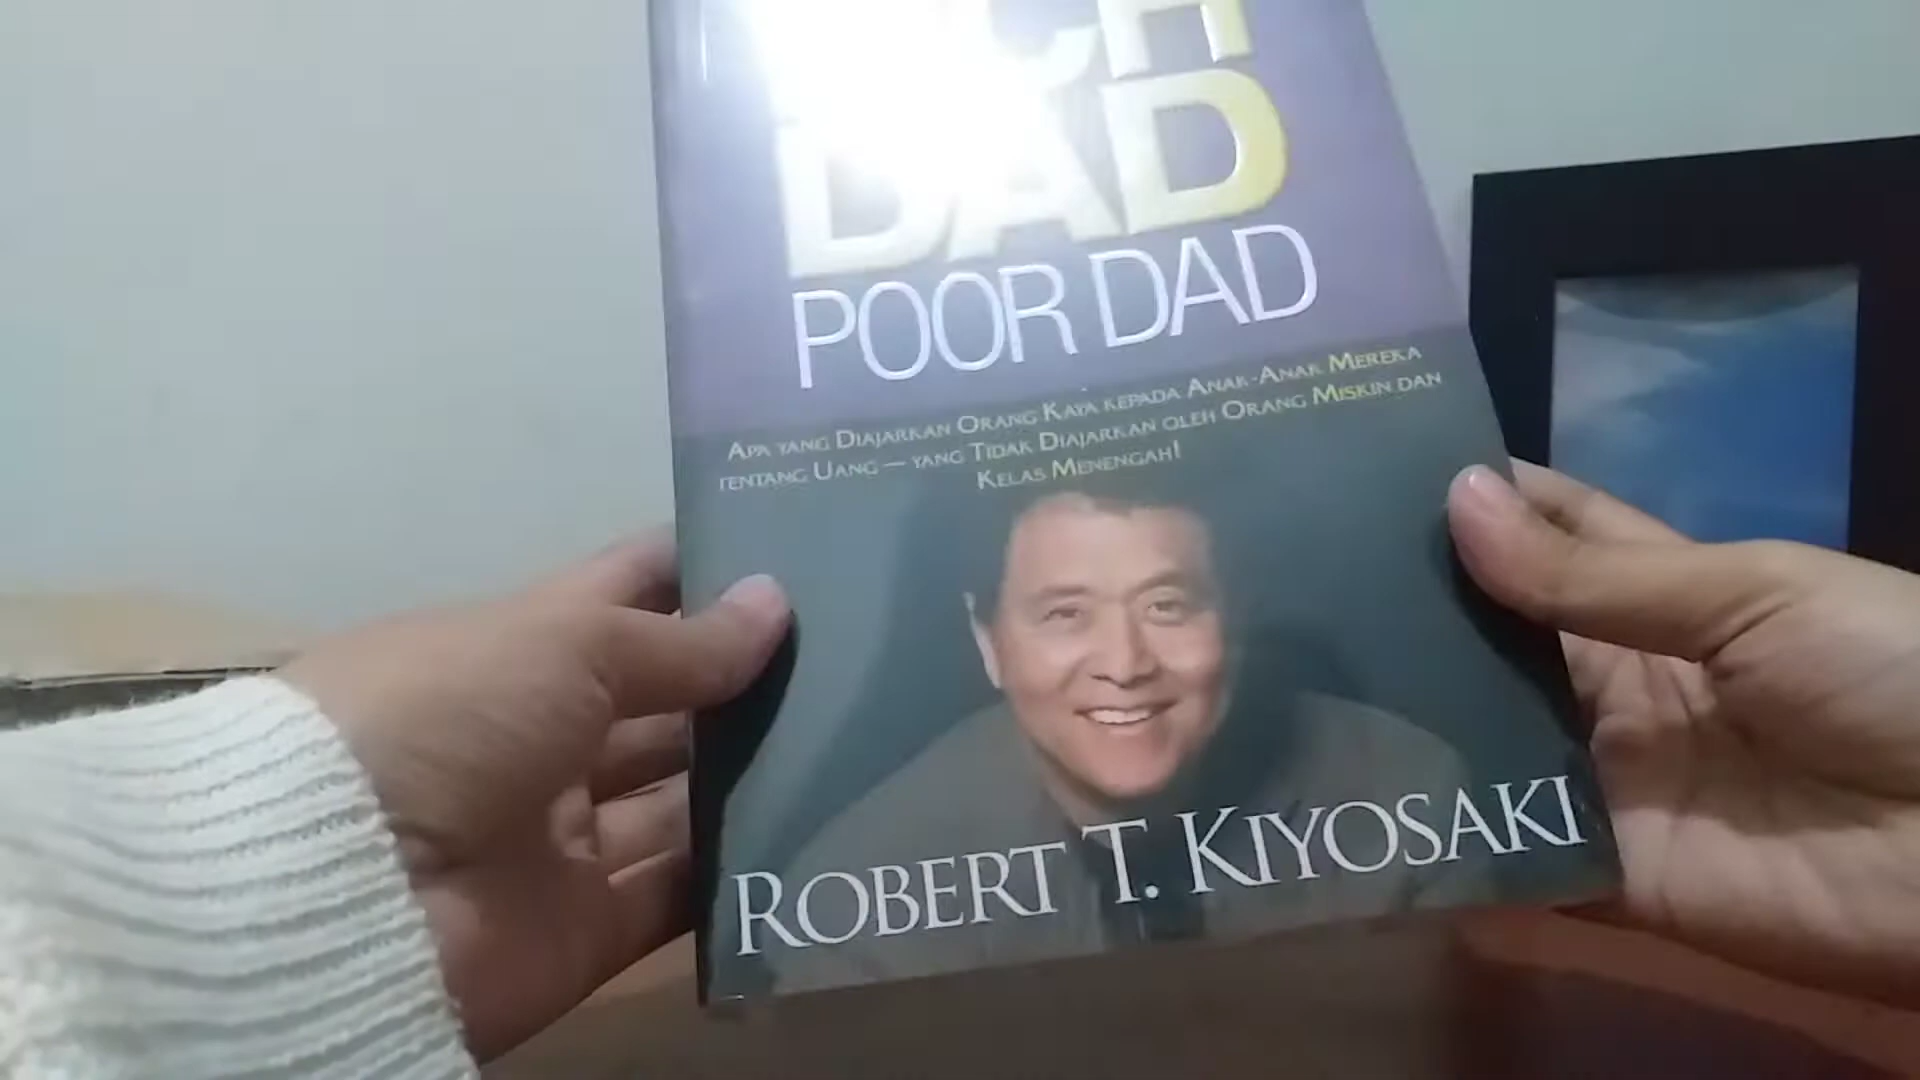 DAD
POOR DAD
APA YANG DIAJARKAN ORANG KAYA KEPADA ANAK-ANAK MEREKA
TENTANG UANG — YANG TIDAK DIAJARKAN OLEH ORANG MISKIN DAN
KELAS MENENGAH!
ROBERT T. KIYOSAKI